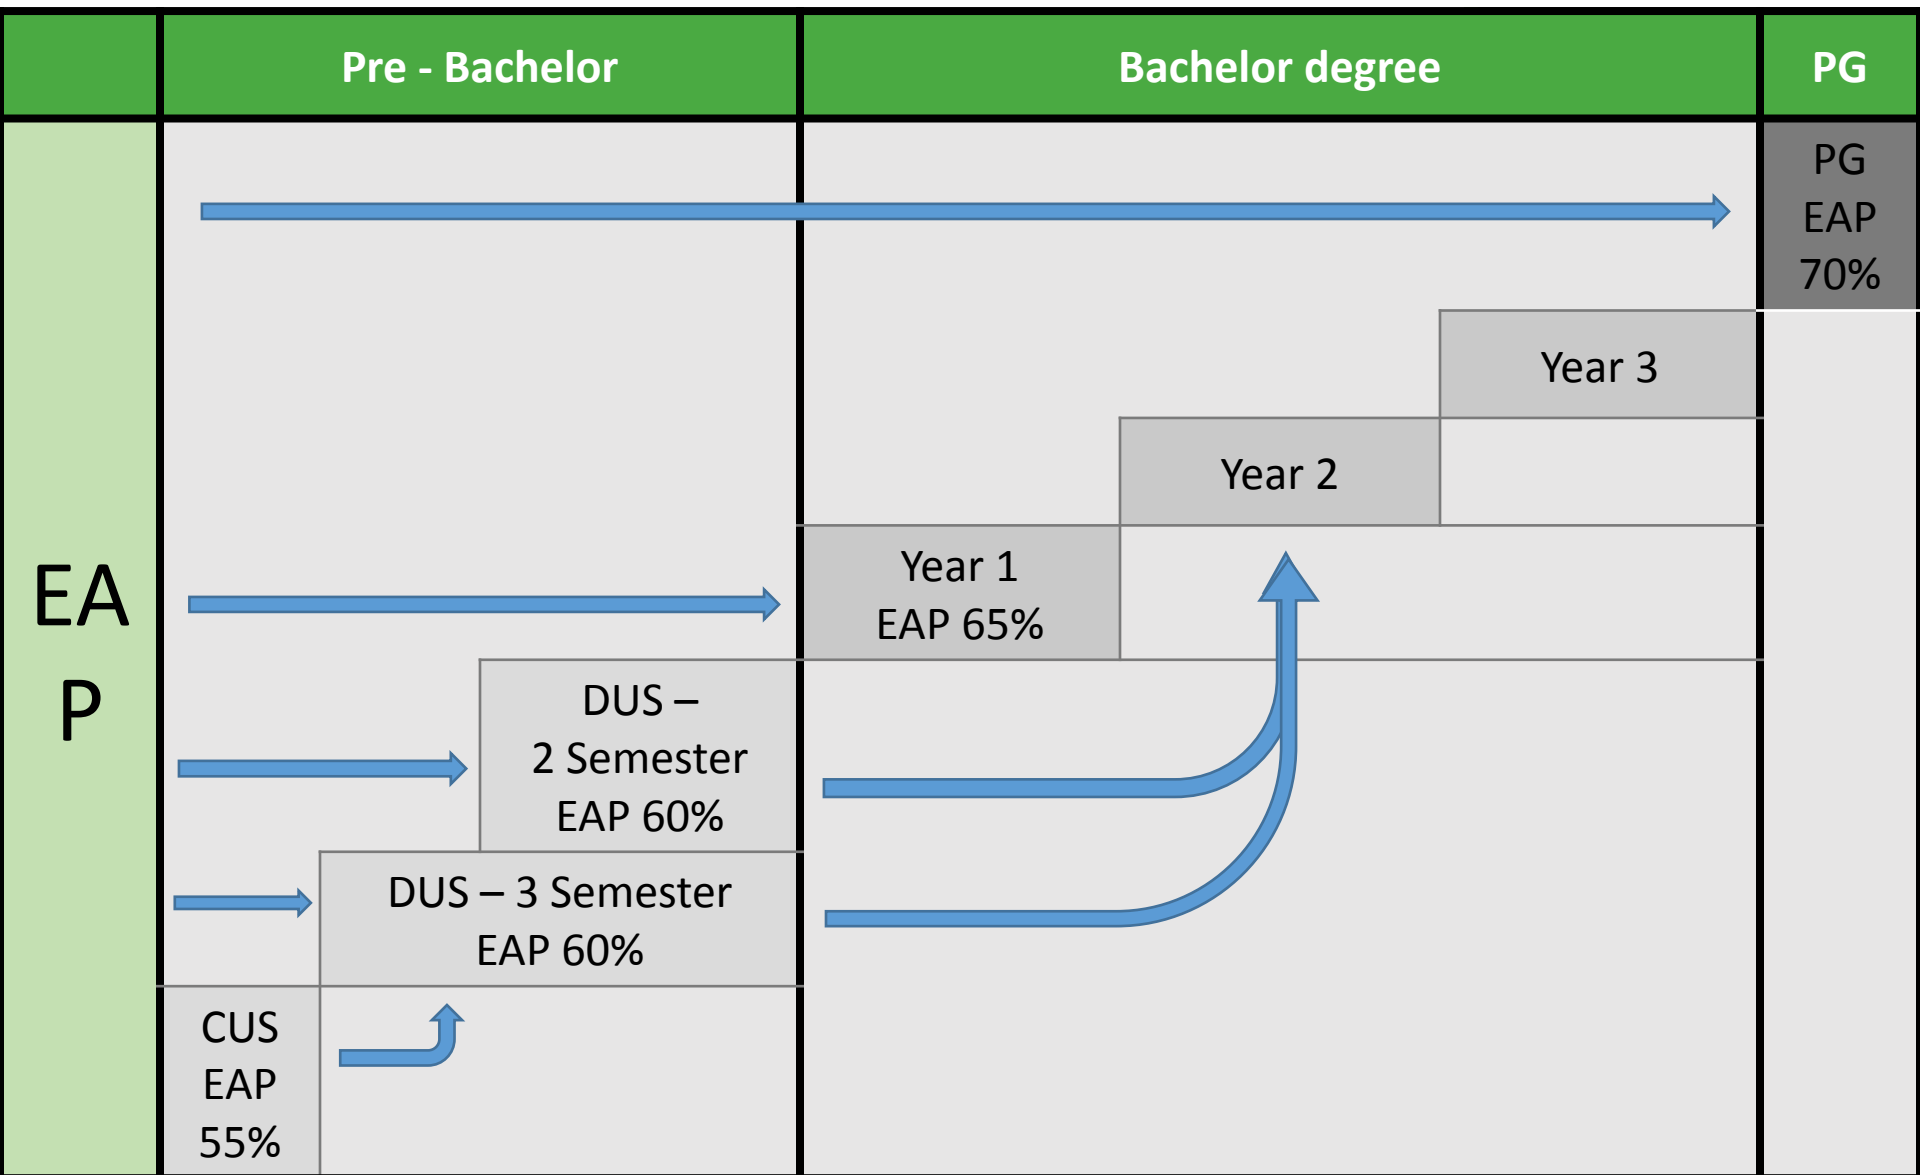 Pre - Bachelor
Bachelor degree
PG
PG
EAP
70%
Year 3
Year 2
Year 1
EAP 65%
EA
P
DUS –
2 Semester
EAP 60%
DUS – 3 Semester
EAP 60%
CUS
EAP
55%